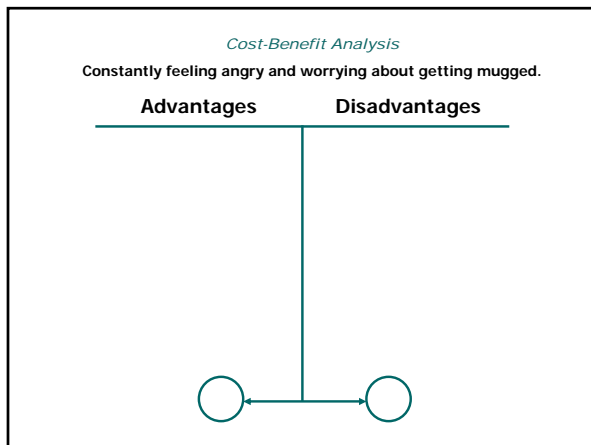 Cost-Benefit Analysis
Constantly feeling angry and worrying about getting mugged.
Advantages Disadvantages